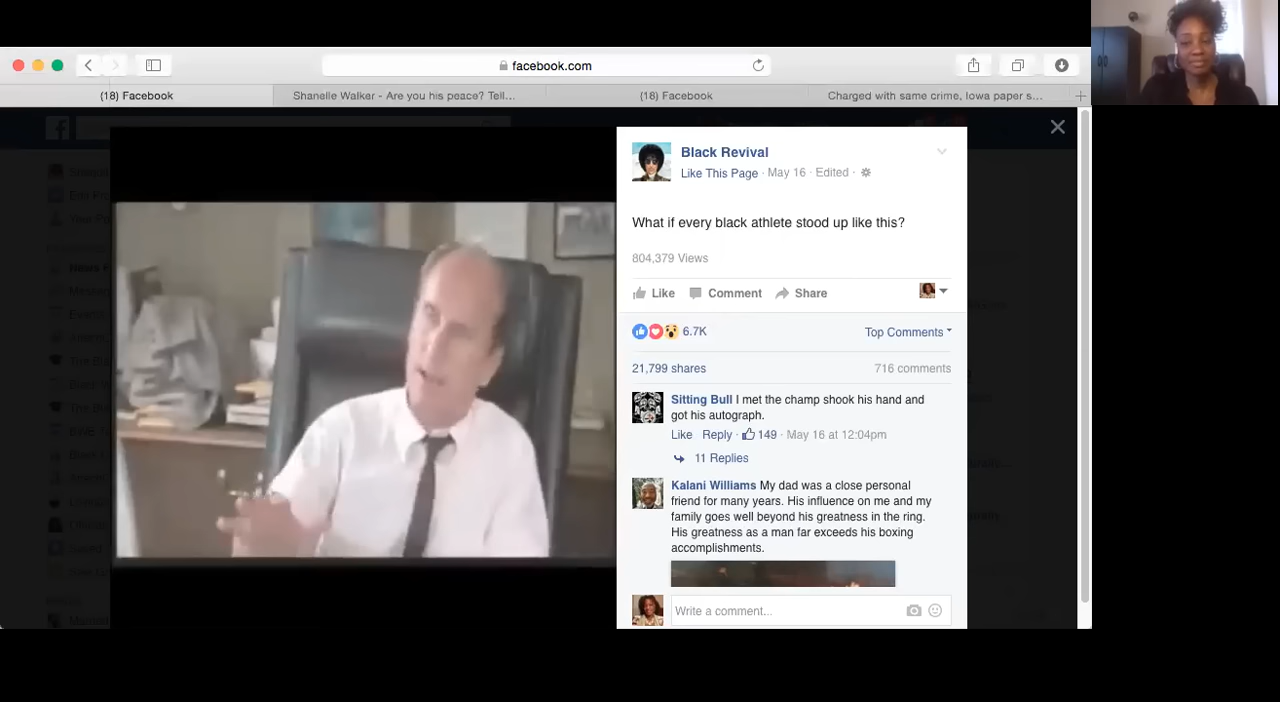 facebook.com
(18) Facebook
Shanelle Walker - Are you his peace? Tell...
(18) Facebook
Charged with same crime, Iowa paper s...
Black Revival
Like This Page · May 16 · Edited ·
What if every black athlete stood up like this?
804,379 Views
Like Comment Share
6.7K
Top Comments
21,799 shares
716 comments
Sitting Bull I met the champ shook his hand and
got his autograph.
Like Reply · 149 · May 16 at 12:04pm
11 Replies
Kalani Williams My dad was a close personal
friend for many years. His influence on me and my
family goes well beyond his greatness in the ring.
His greatness as a man far exceeds his boxing
accomplishments.
Write a comment...